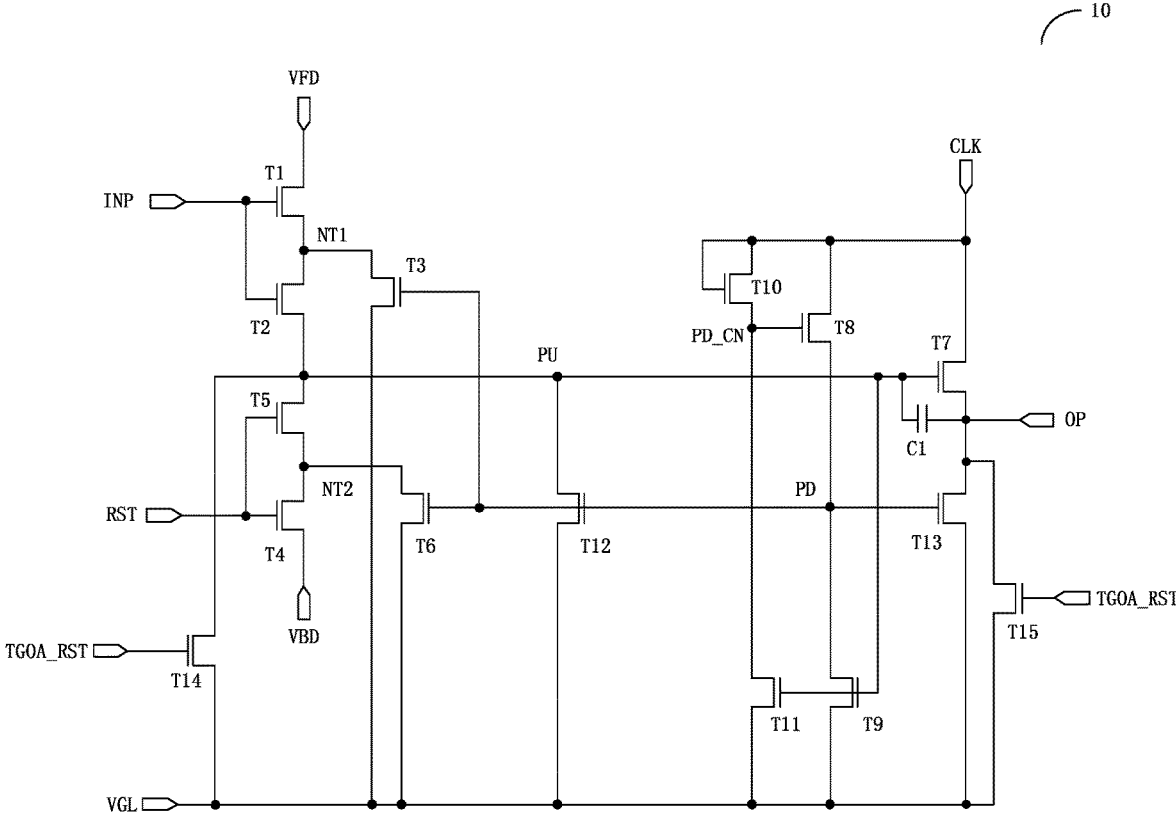 10
VFD
CLK
T1
INP
NT1
T3
T10
T2
PD_CN
T8
T7
PU
T5
OP
C1
NT2
PD
RST
T4
T6
T12
T13
TGOA_RST
T15
VBD
TGOA_RST
T14
T11
T9
VGL